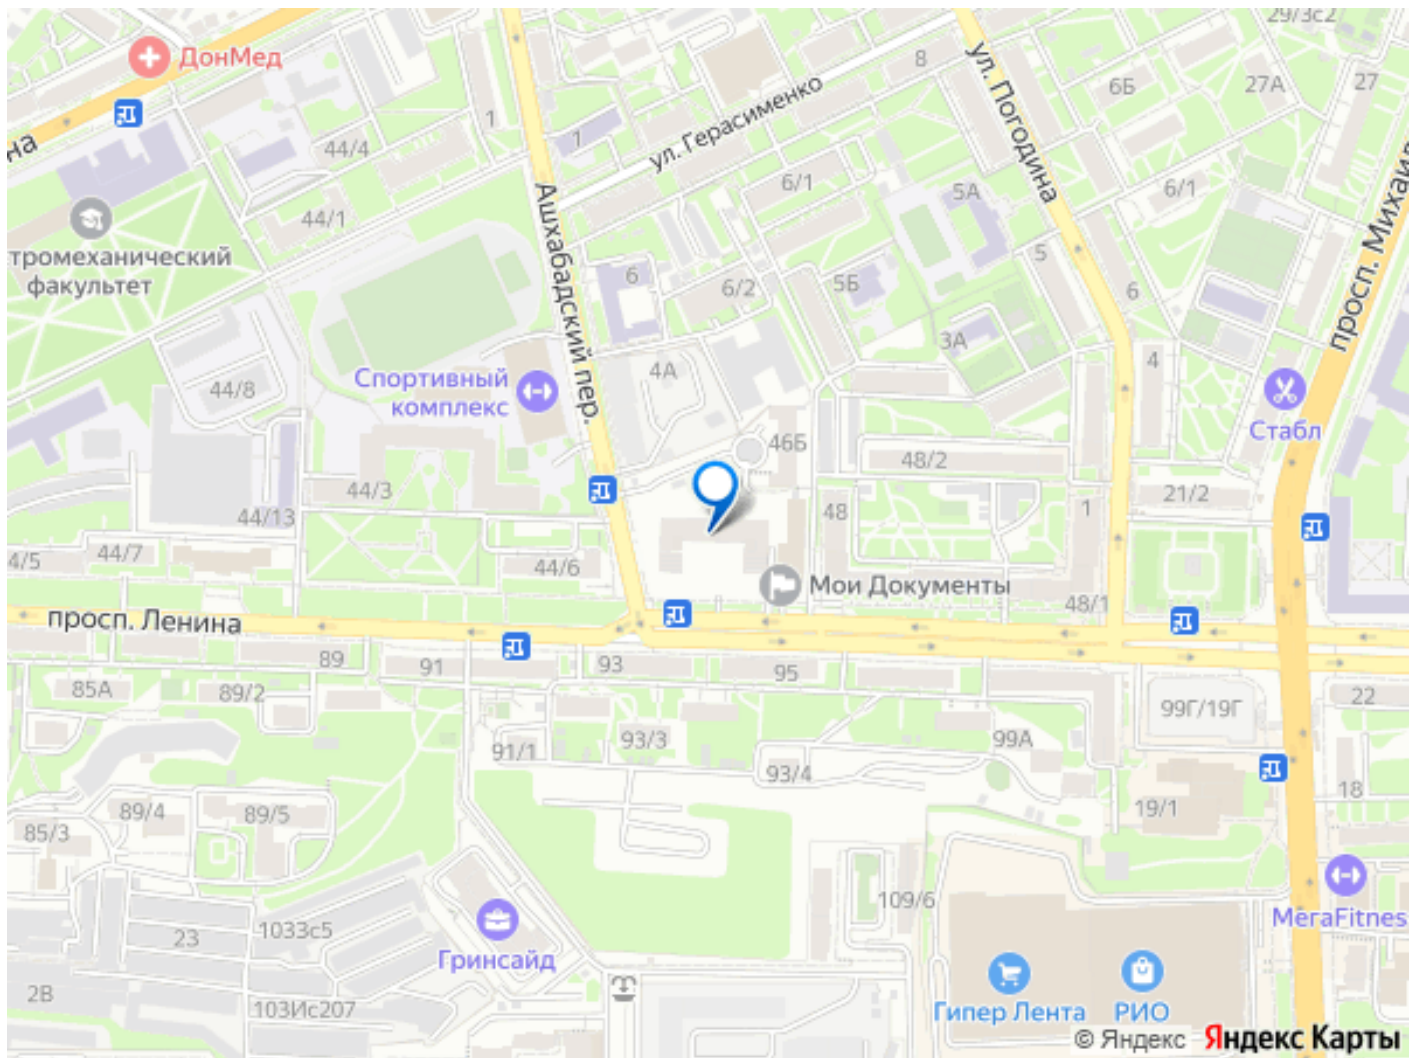 29/3с2
ДонМед
8
27А
27
6Б
ул. Погодина
на
44/4
1
1
ул. Герасименко
6/1
5А
6/1
44/1
Ашхабадский пер.
просп. Михаил
тромеханический
факультет
6
6/2
5Б
5
6
3А
4
4А
Спортивный
комплекс
44/8
Стабл
46Б
48/2
44/3
21/2
44/13
48
1
4/5
44/7
44/6
Мои Документы
48/1
просп. Ленина
89
91
93
95
85А
89/2
22
99Г/19Г
91/1
93/3
99А
93/4
18
89/4
89/5
19/1
85/3
109/6
МегаFitnes
1033с5
23
Гринсайд
2В
103Ис207
Гипер Лента
РИО
© Яндекс Яндекс Карты